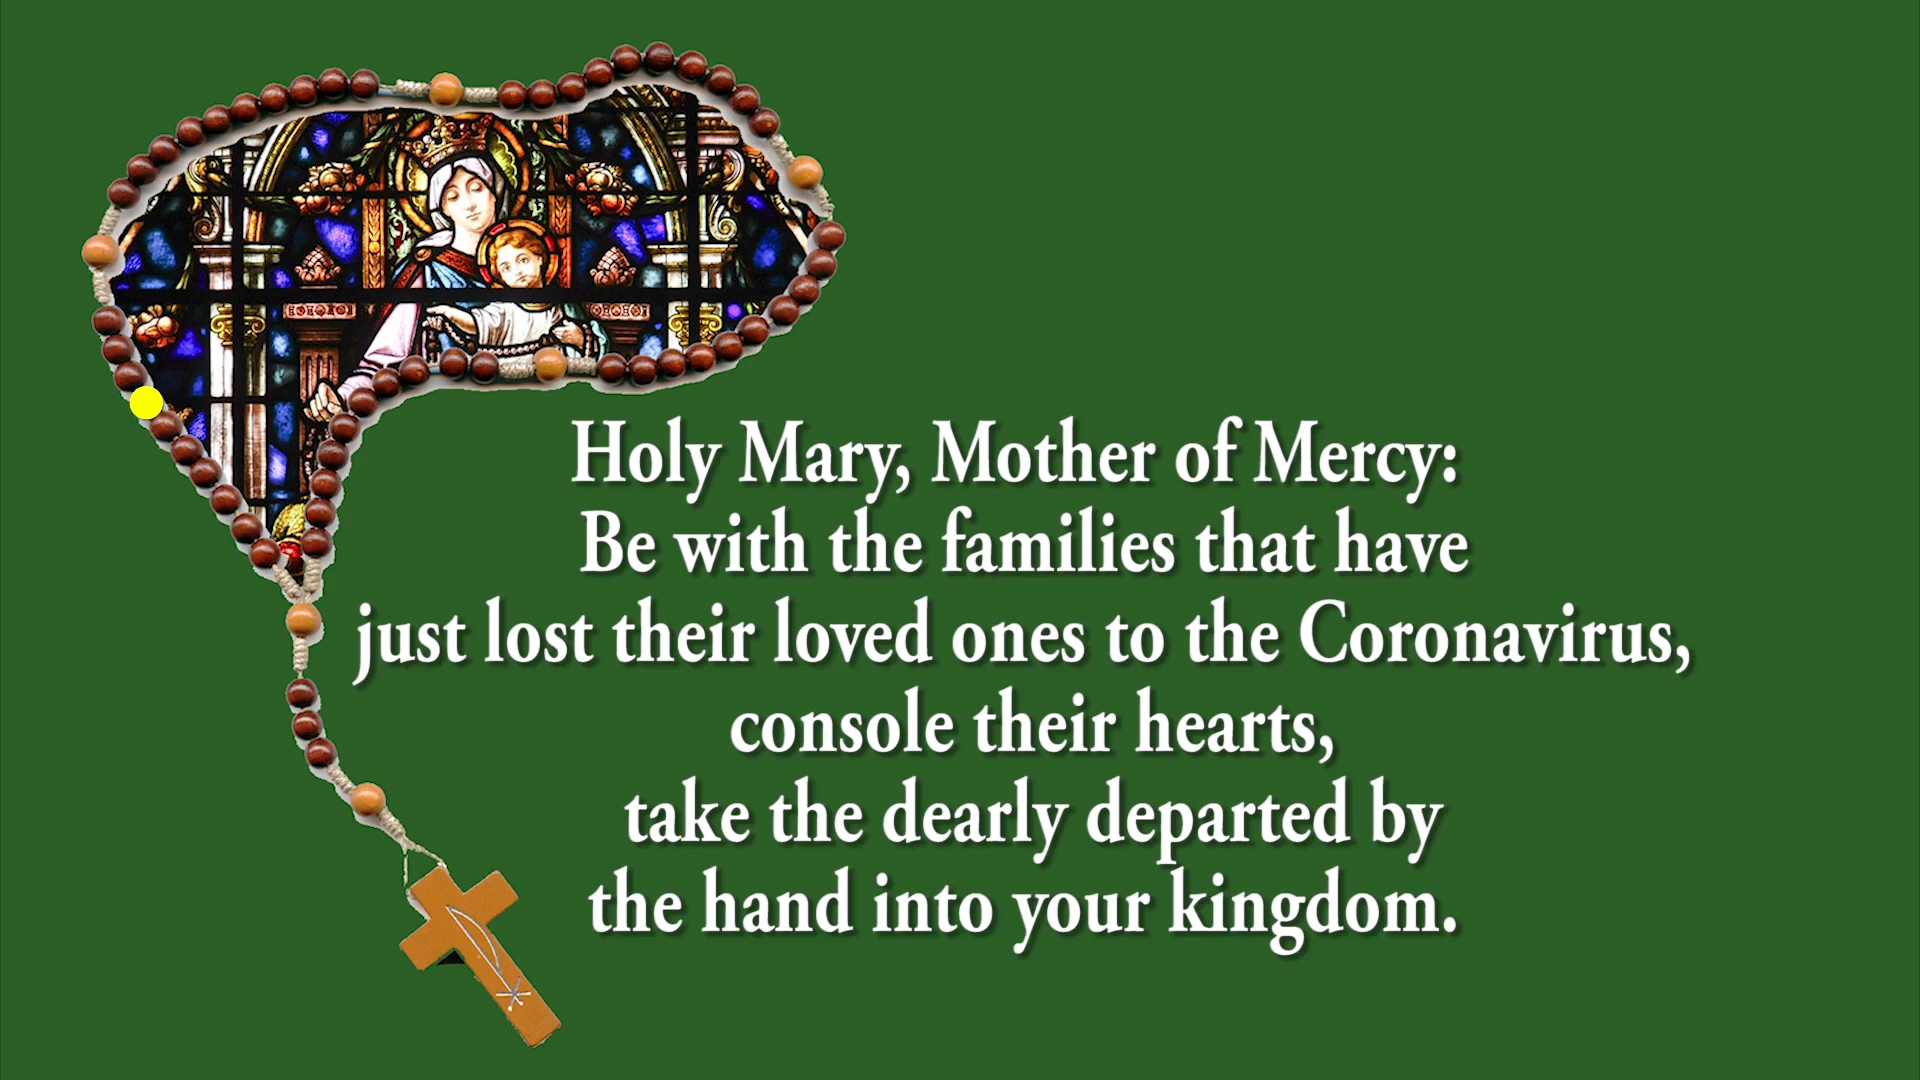 Holy Mary, Mother of Mercy:
Be with the families that have
just lost their loved ones to the Coronavirus,
console their hearts,
take the dearly departed by
the hand into your kingdom.